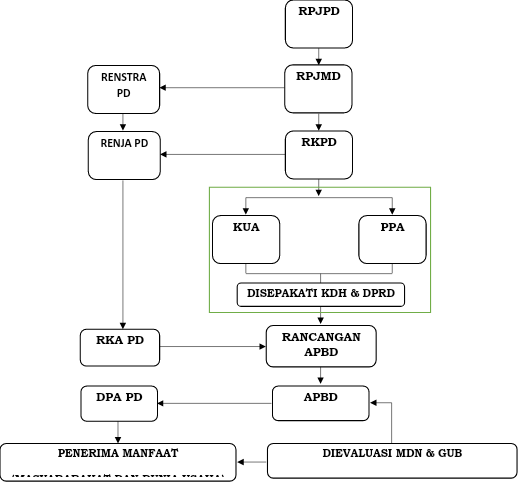 RPJPD
RPJMD
RENSTRA
PD
RKPD
RENJA PD
KUA
PPA
DISEPAKATI KDH & DPRD
RKA PD
RANCANGAN
APBD
DPA PD
APBD
PENERIMA MANFAAT
DIEVALUASI MDN & GUB